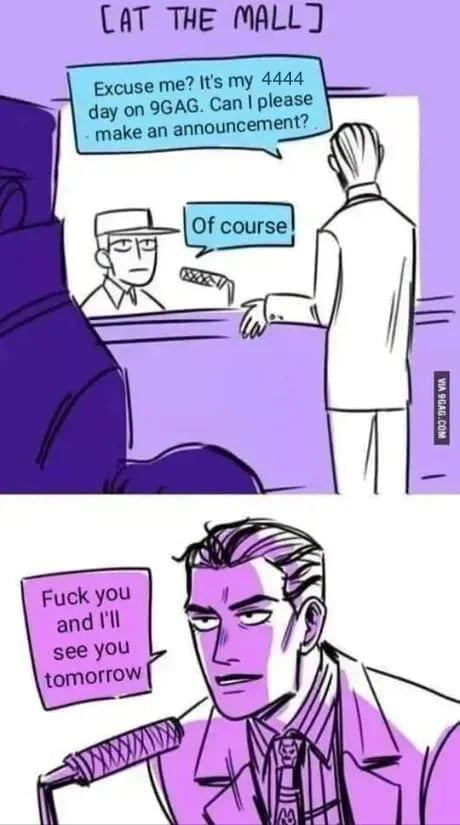 [AT THE MALL]
Excuse me? It's my 4444
day on 9GAG. Can I please
make an announcement?
Of course!
VIA 9GAG.COM
Fuck you
and I'll
see you
tomorrow